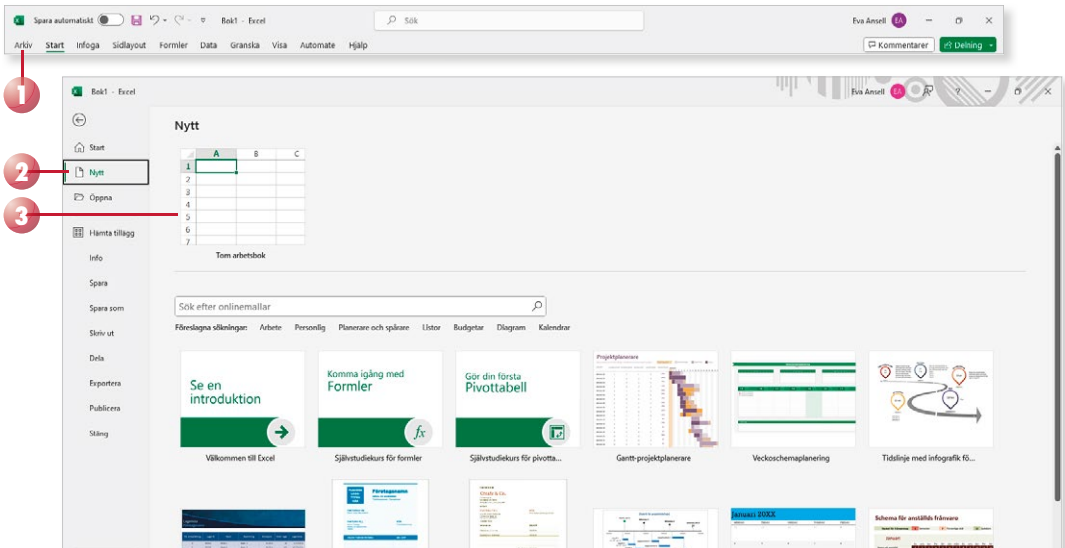 Spara automatiskt Bok1 - Excel Sök Eva Ansell EA
Arkiv Start Infoga Sidlayout Formler Data Granska Visa Automate Hjälp Kommentarer Delning
1
Bok1 - Excel Eva Ansell EA ?
Nytt
Start
A B C
1
2 Nytt
2
3
Öppna
4
3
5
6
Hämta tillägg
7
Info
Tom arbetsbok
Spara
Sök efter onlinemallar
Spara som
Föreslagna sökningar: Arbete Personlig Planerare och spårare Listor Budgetar Diagram Kalendrar
Skriv ut
Dela
Exportera
Publicera
Stäng
Se en
introduktion
Välkommen till Excel
Komma igång med
Formler
fx
Självstudiekurs för formler
Gör din första
Pivottabell
Självstudiekurs för pivotta...
Projektplanerare
Gantt-projektplanerare
Veckoschemaplanering
Tidslinje med infografik fö...
Företagsnamn
Januari 20XX
Schema för anställds frånvaro